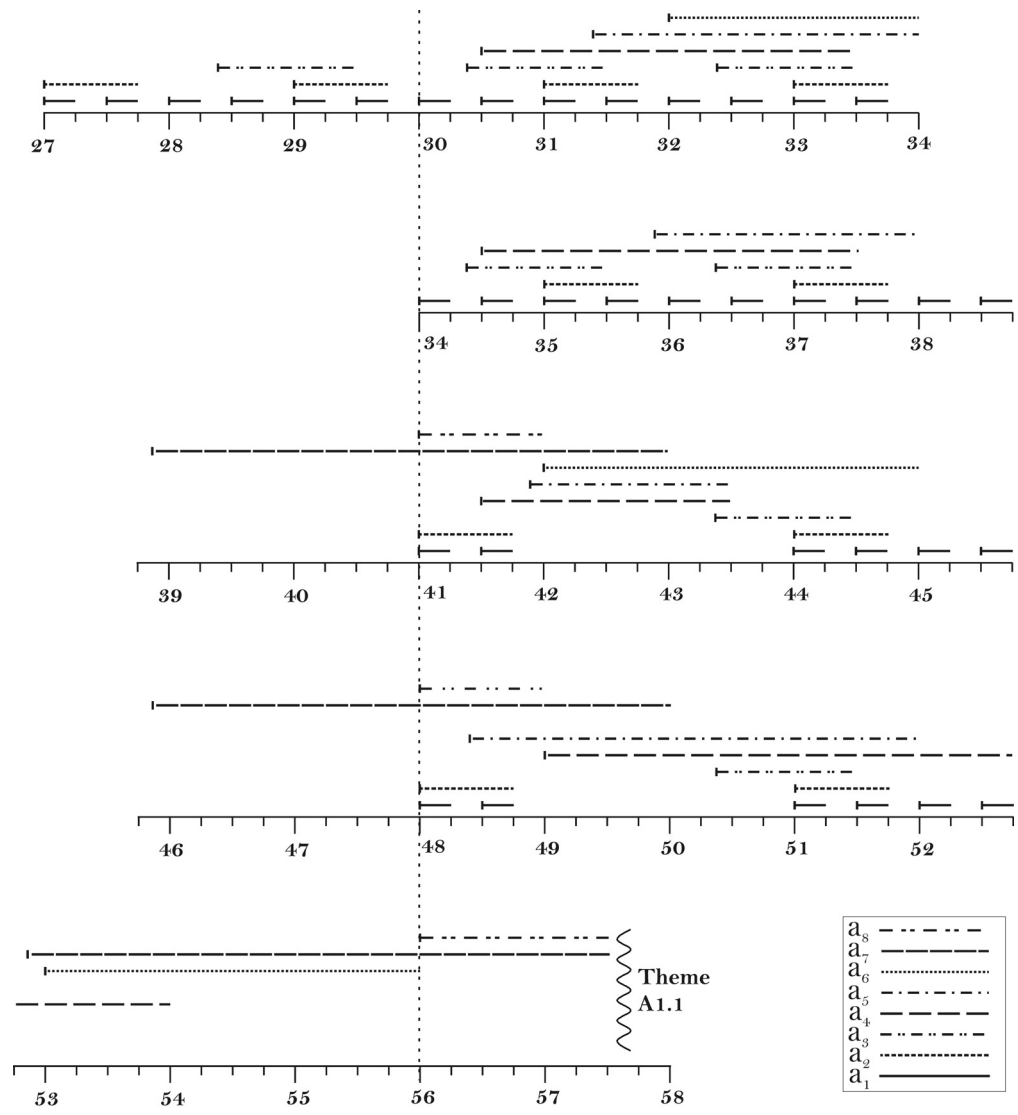 27 28 29 30 31 32 33 34
34 35 36 37 38
39 40 41 42 43 44 45
46 47 48 49 50 51 52
Theme
A1.1
53 54 55 56 57 58
a₈
a₇
a₆
a₅
a₄
a₃
a₂
a₁